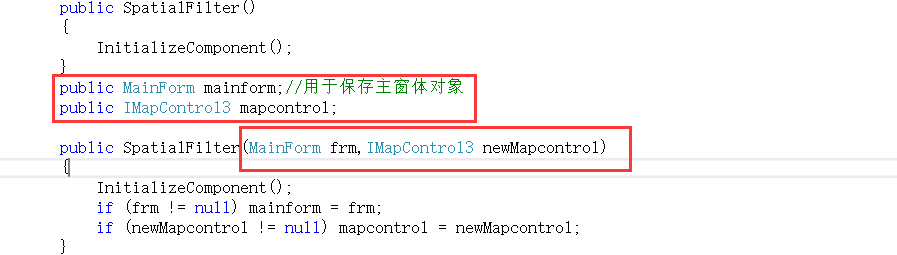 public SpatialFilter()
{
InitializeComponent();
}
public MainForm mainform;//用于保存主窗体对象
public IMapControl3 mapcontrol;
public SpatialFilter(MainForm frm,IMapControl3 newMapcontrol)
{
InitializeComponent();
if (frm != null) mainform = frm;
if (newMapcontrol != null) mapcontrol = newMapcontrol;
}